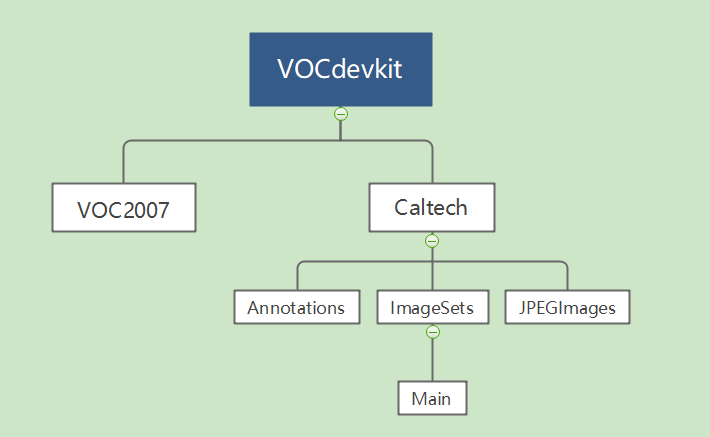 VOCdevkit
VOC2007
Caltech
Annotations
ImageSets
JPEGImages
Main